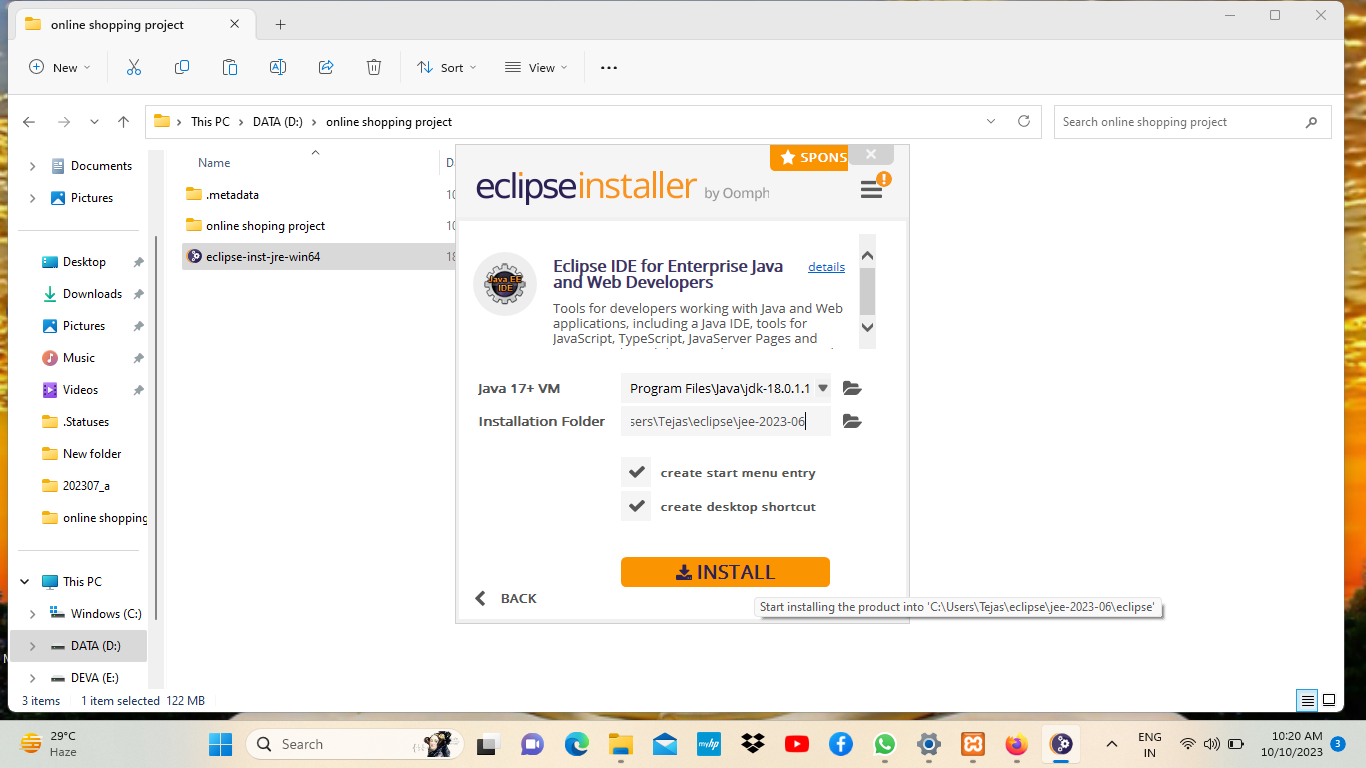 online shopping project
New
Sort
View
This PC
DATA (D:)
online shopping project
Search online shopping project
Documents
Pictures
Desktop
Downloads
Pictures
Music
Videos
.Statuses
New folder
202307_a
online shopping
This PC
Windows (C:)
DATA (D:)
DEVA (E:)
Name
D
.metadata
10
online shoping project
10
eclipse-inst-jre-win64
18
SPONS
eclipseinstaller by Oomph
!
Java EE
IDE
Eclipse IDE for Enterprise Java
and Web Developers
details
Tools for developers working with Java and Web
applications, including a Java IDE, tools for
JavaScript, TypeScript, JavaServer Pages and
Java 17+ VM
Program Files\Java\jdk-18.0.1.1
Installation Folder
sers\Tejas\eclipse\jee-2023-06
create start menu entry
create desktop shortcut
INSTALL
BACK
Start installing the product into 'C:\Users\Tejas\eclipse\jee-2023-06\eclipse'
3 items
1 item selected 122 MB
29°C
Haze
Search
myhp
ENG
IN
10:20 AM
10/10/2023
3